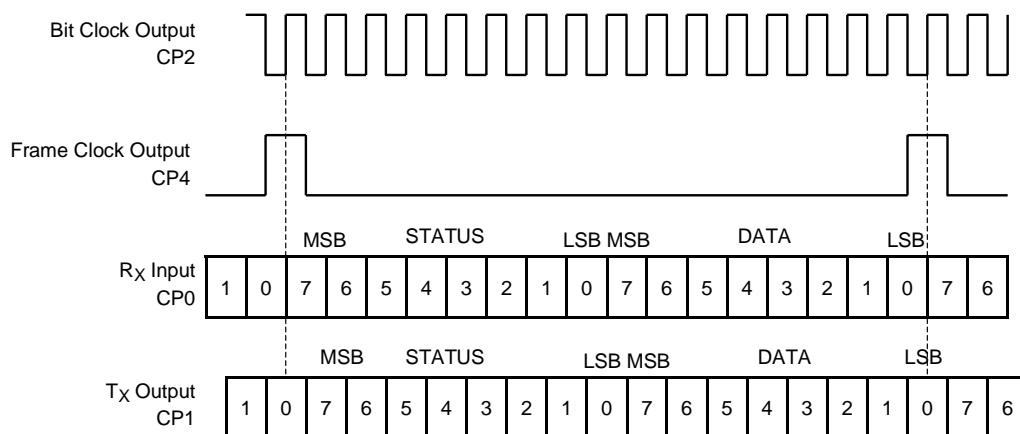 Bit Clock Output
CP2
Frame Clock Output
CP4
MSB STATUS LSB MSB DATA LSB
RX Input
CP0
1 0 7 6 5 4 3 2 1 0 7 6 5 4 3 2 1 0 7 6
MSB STATUS LSB MSB DATA LSB
TX Output
CP1
1 0 7 6 5 4 3 2 1 0 7 6 5 4 3 2 1 0 7 6